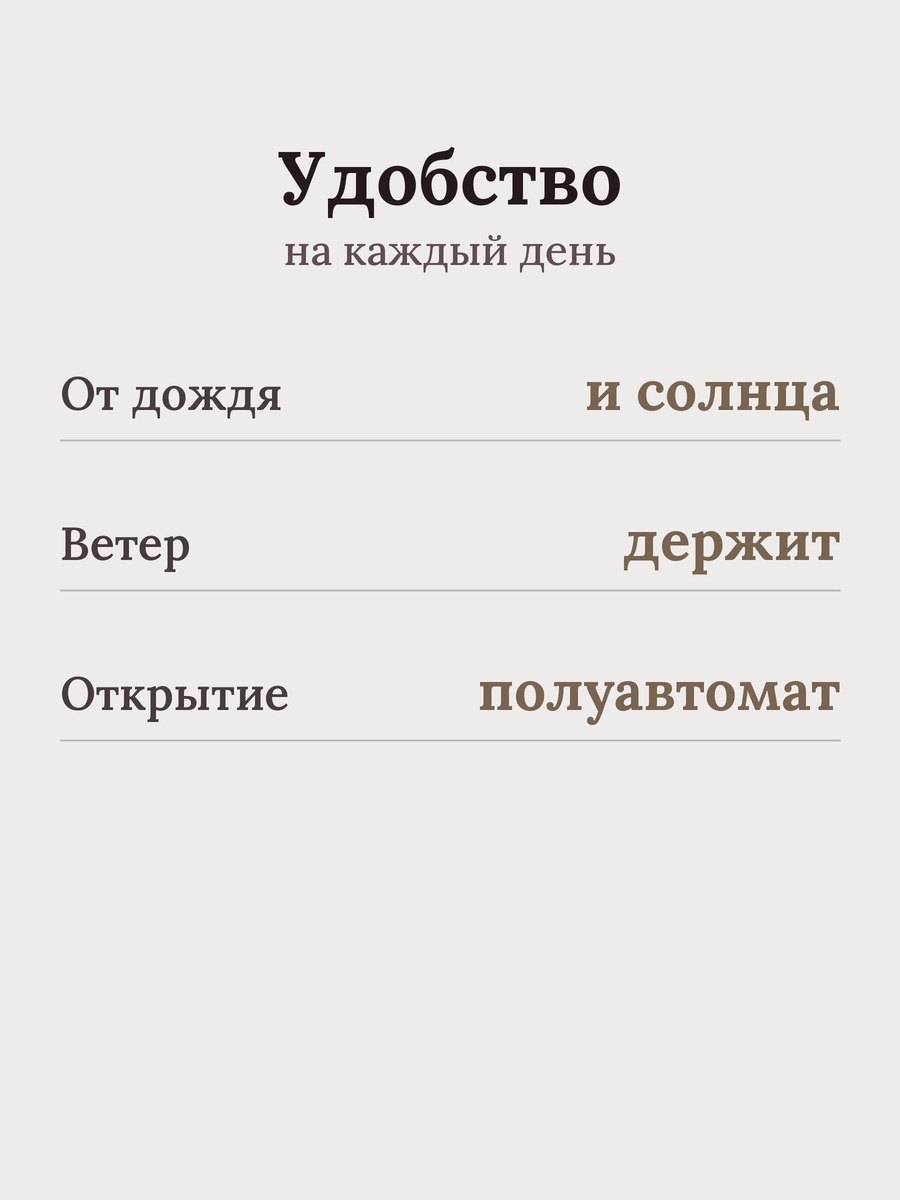 Удобство
на каждый день
От дождя и солнца
Ветер держит
Открытие полуавтомат